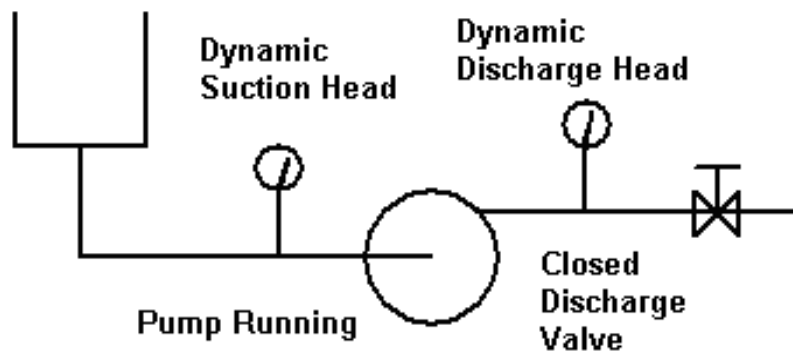 Dynamic
Suction Head
Dynamic
Discharge Head
Pump Running
Closed
Discharge
Valve